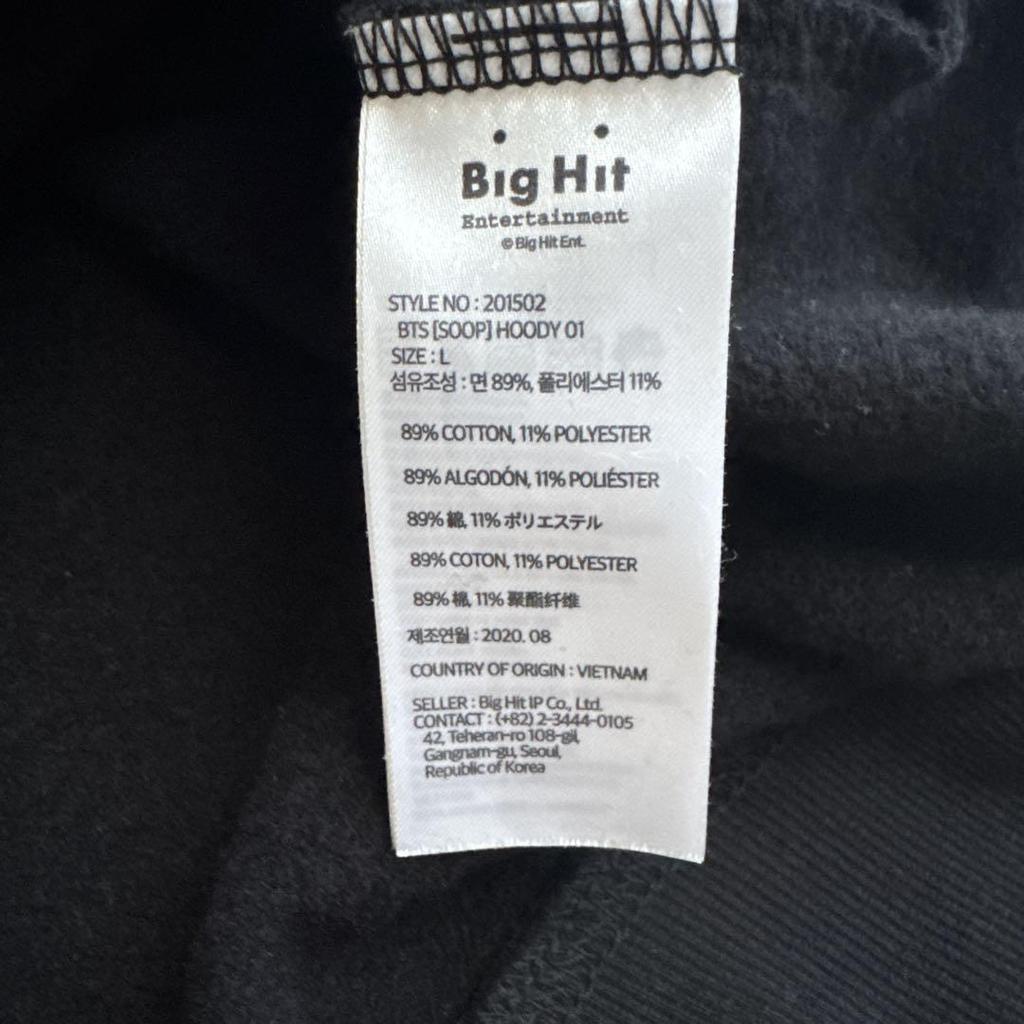 Big Hit
Entertainment
© Big Hit Ent.
STYLE NO : 201502
BTS [SOOP] HOODY 01
SIZE : L
섬유조성 : 면 89%, 폴리에스터 11%
89% COTTON, 11% POLYESTER
89% ALGODÓN, 11% POLIÉSTER
89% 綿, 11% ポリエステル
89% COTON, 11% POLYESTER
89% 棉, 11% 聚酯纤维
제조연월 : 2020. 08
COUNTRY OF ORIGIN : VIETNAM
SELLER : Big Hit IP Co., Ltd.
CONTACT : (+82) 2-3444-0105
42, Teheran-ro 108-gil,
Gangnam-gu, Seoul,
Republic of Korea